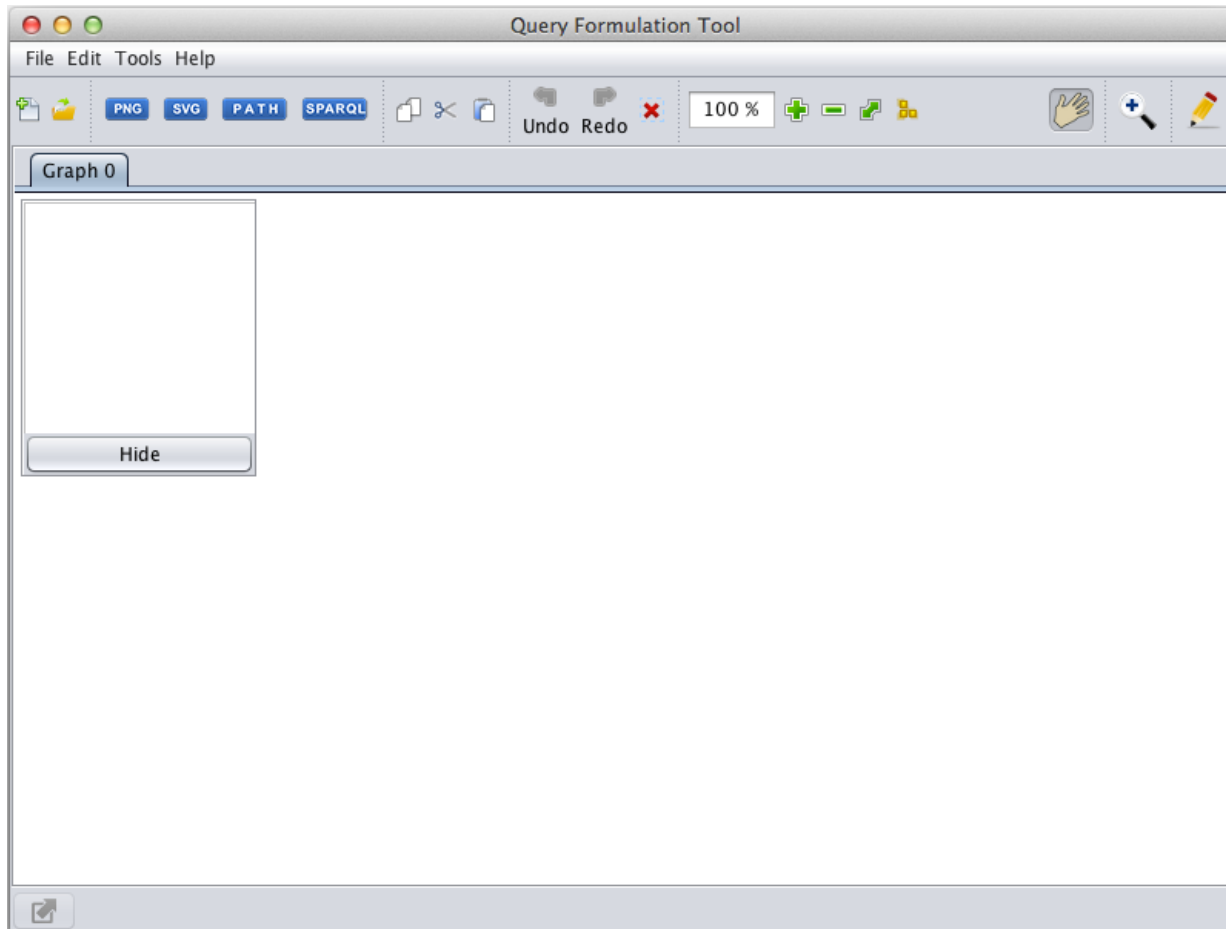 Query Formulation Tool
File Edit Tools Help
PNG SVG PATH SPARQL Undo Redo 100 %
Graph 0
Hide